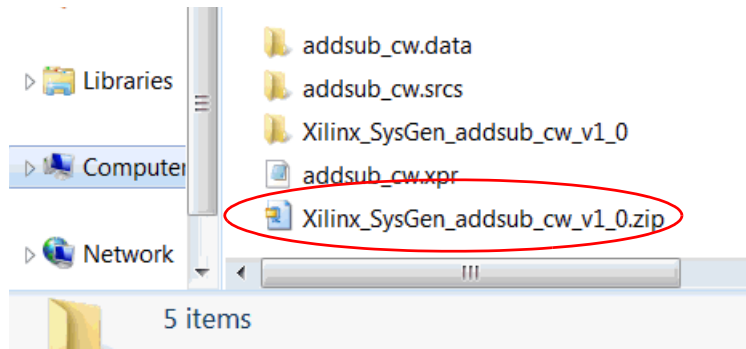 addsub_cw.data
Libraries
addsub_cw.srcs
Xilinx_SysGen_addsub_cw_v1_0
Computer
addsub_cw.xpr
Xilinx_SysGen_addsub_cw_v1_0.zip
Network
5 items